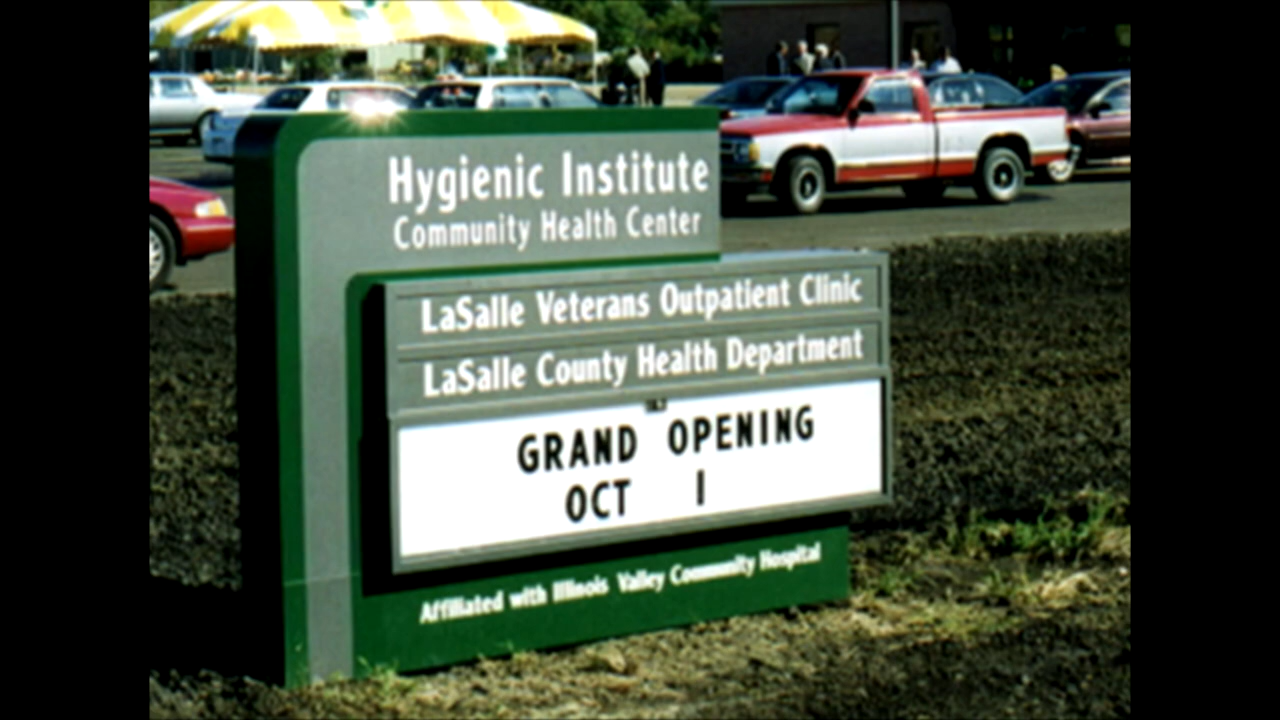 Hygienic Institute
Community Health Center
LaSalle Veterans Outpatient Clinic
LaSalle County Health Department
GRAND OPENING
OCT 1
Affiliated with Illinois Valley Community Hospital